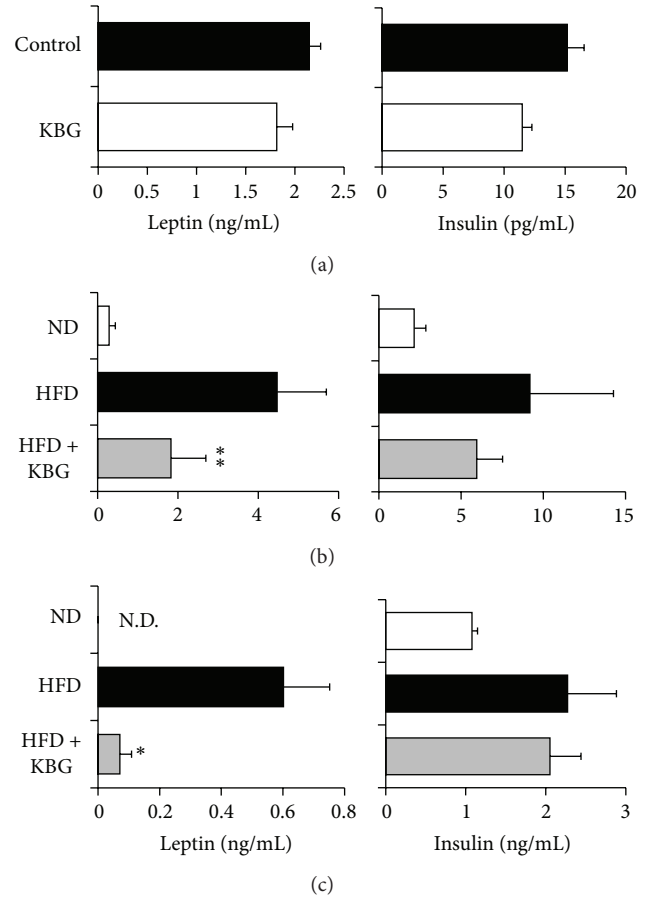 Control
KBG
0 0.5 1 1.5 2 2.5
Leptin (ng/mL)
0 5 10 15 20
Insulin (pg/mL)
(a)
ND
HFD
HFD +
KBG
**
0 2 4 6
0 5 10 15
(b)
ND
N.D.
HFD
HFD +
KBG
*
0 0.2 0.4 0.6 0.8
Leptin (ng/mL)
0 1 2 3
Insulin (ng/mL)
(c)